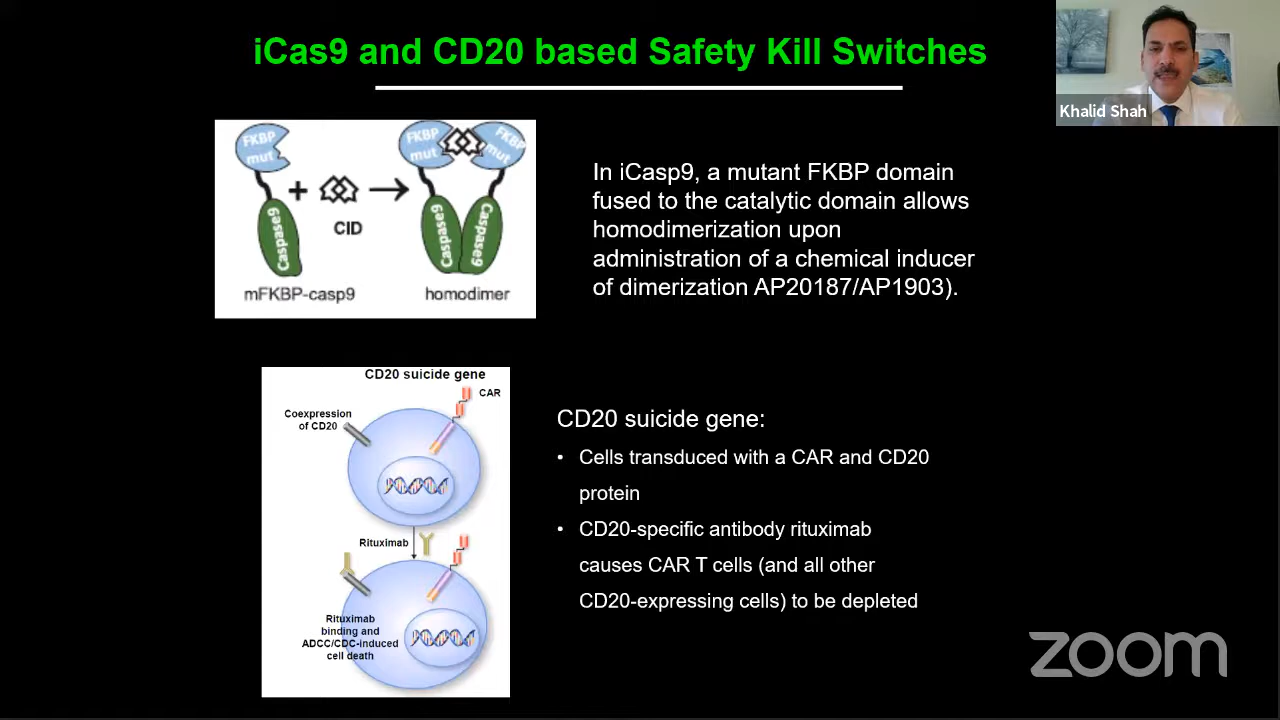 iCas9 and CD20 based Safety Kill Switches
Khalid Shah
FKBP
mut
+
CID
Caspase9
mFKBP-casp9
FKBP
mut
FKBP
mut
Caspase9
Caspase9
homodimer
In iCasp9, a mutant FKBP domain
fused to the catalytic domain allows
homodimerization upon
administration of a chemical inducer
of dimerization AP20187/AP1903).
CD20 suicide gene
CAR
Coexpression
of CD20
Rituximab
Rituximab
binding and
ADCC/CDC-induced
cell death
CD20 suicide gene:
• Cells transduced with a CAR and CD20
protein
• CD20-specific antibody rituximab
causes CAR T cells (and all other
CD20-expressing cells) to be depleted
zoom